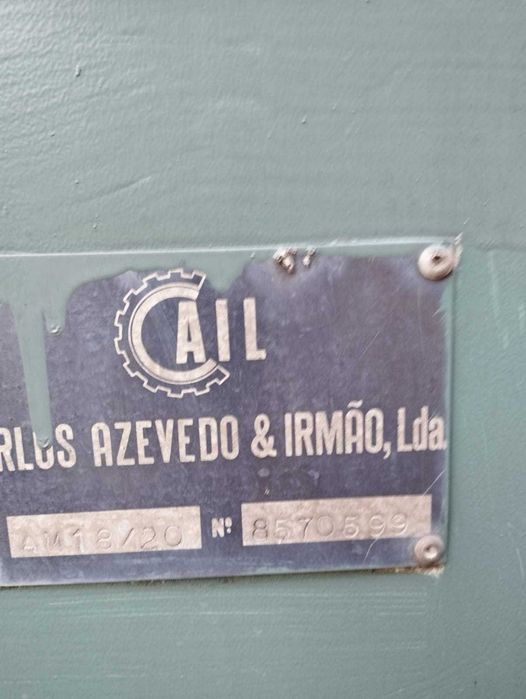 CAIL
RLOS AZEVEDO & IRMÃO, Lda.
AM18/20 Nº 8570599